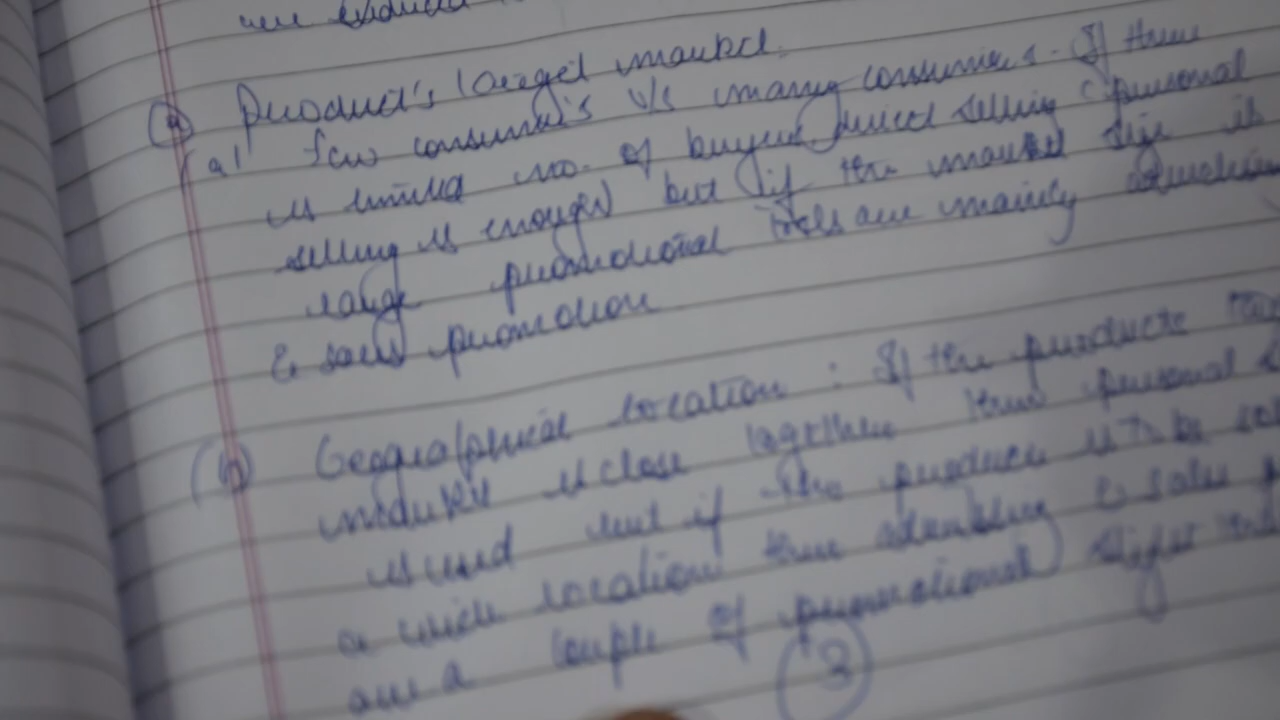 are
④ Product's target market.
(a) few consumers v/s many consumers. If there
is limited no. of buyers direct selling (personal
selling is enough) but if the market size is
large promotional tools are mainly
& sales promotion
(b) Geographical location : If the products
industry is close together then personal
is used but if the product is to be
a wide location then advertising & sales
are a couple of promotional
3